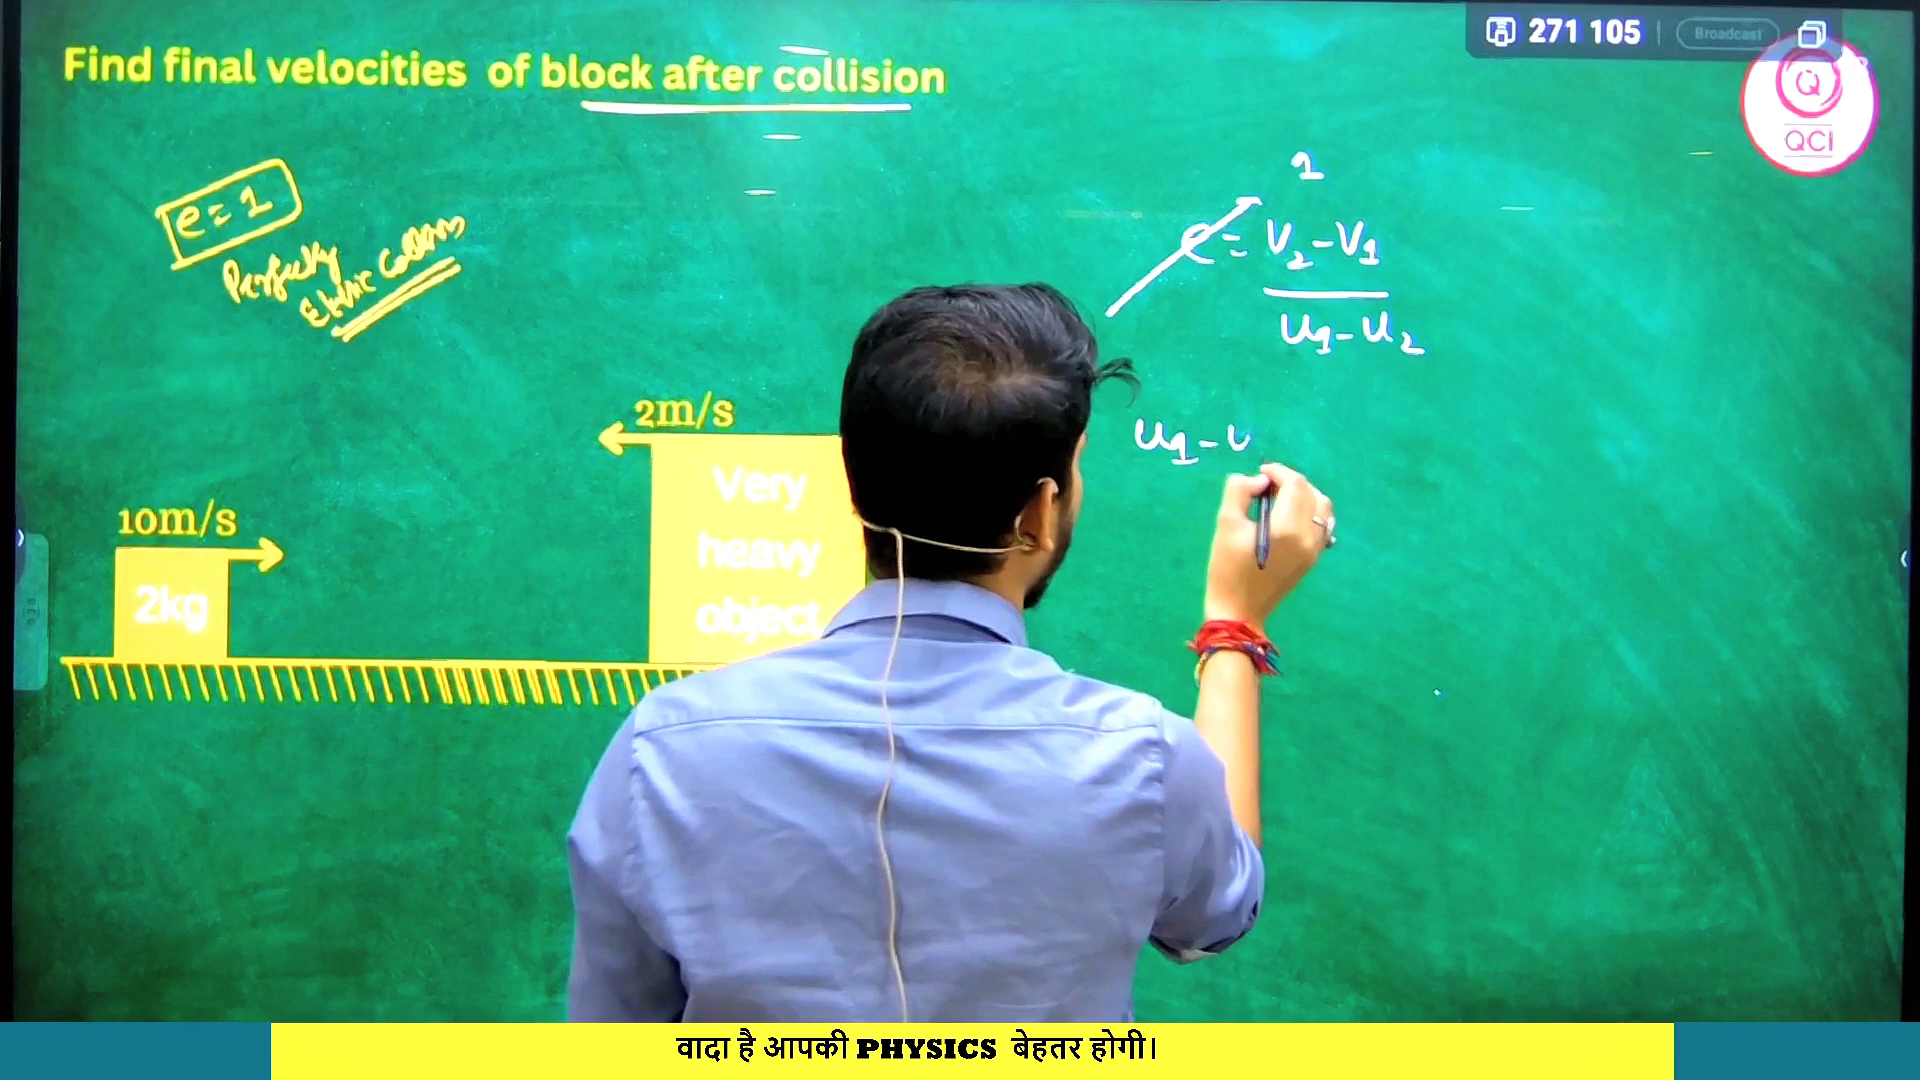 271 105
Broadcast
Find final velocities of block after collision
QCI
e = 1
Perfectly
Elastic Collision
1
e = V2 - V1
u1 - u2
u1 - u
2m/s
Very
heavy
object
10m/s
2kg
वादा है आपकी PHYSICS बेहतर होगी।